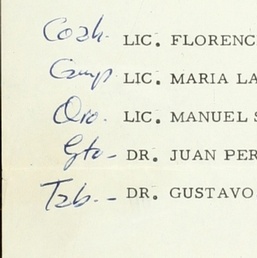 Coah. LIC. FLORENC
Camp. LIC. MARIA LA
Qro. LIC. MANUEL S
Gto. - DR. JUAN PER
Tab. - DR. GUSTAVO